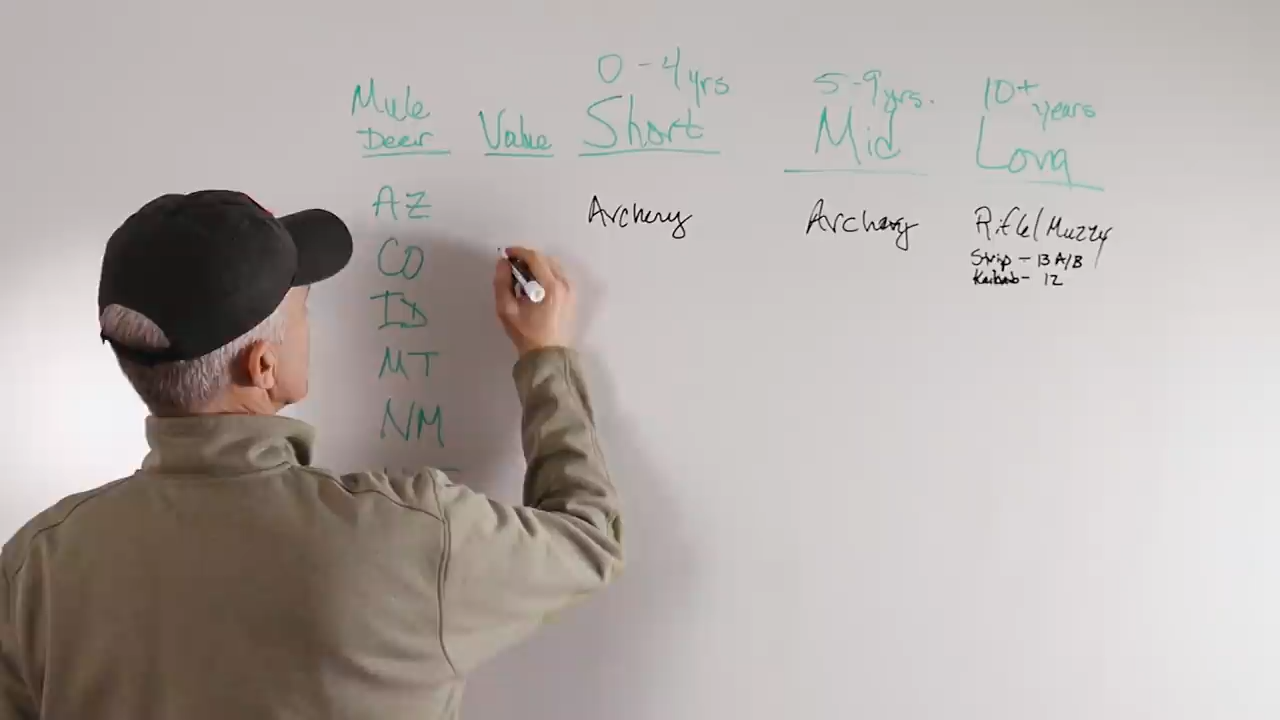 Mule Deer
Value
0-4 yrs
Short
5-9 yrs.
Mid
10+ years
Long
AZ
Archery
Archery
Rifle/Muzzy
Strip - 13 A/B
Kaibab - 12
CO
ID
MT
NM